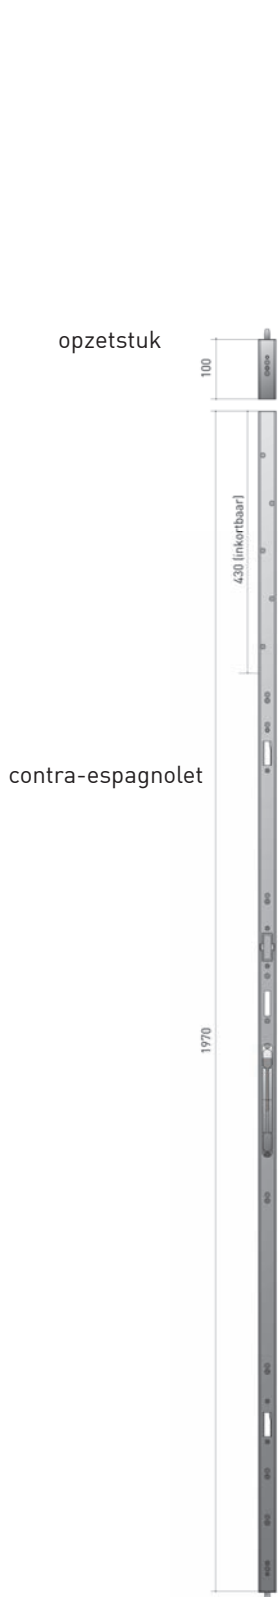 opzetstuk
100
430 (inkortbaar)
contra-espagnolet
1970